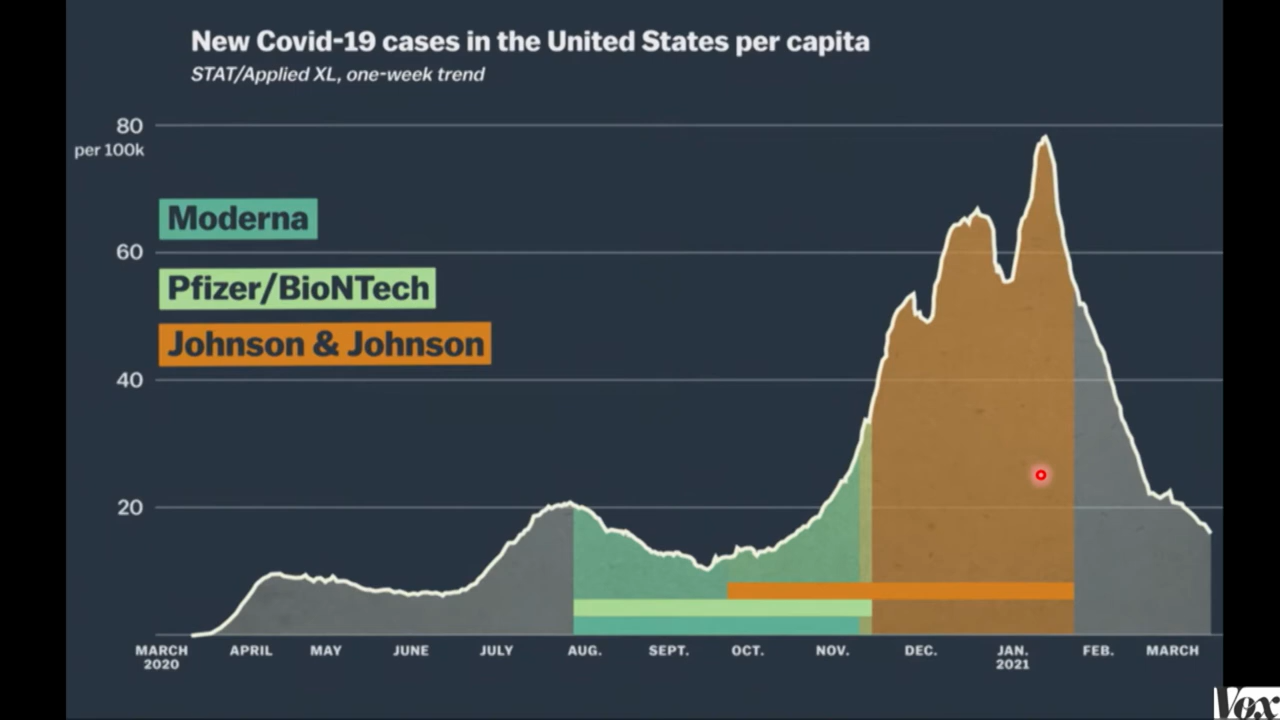 New Covid-19 cases in the United States per capita
STAT/Applied XL, one-week trend
80
per 100k
Moderna
60
Pfizer/BioNTech
Johnson & Johnson
40
20
MARCH APRIL MAY JUNE JULY AUG. SEPT. OCT. NOV. DEC. JAN. FEB. MARCH
2020 2021
Vox